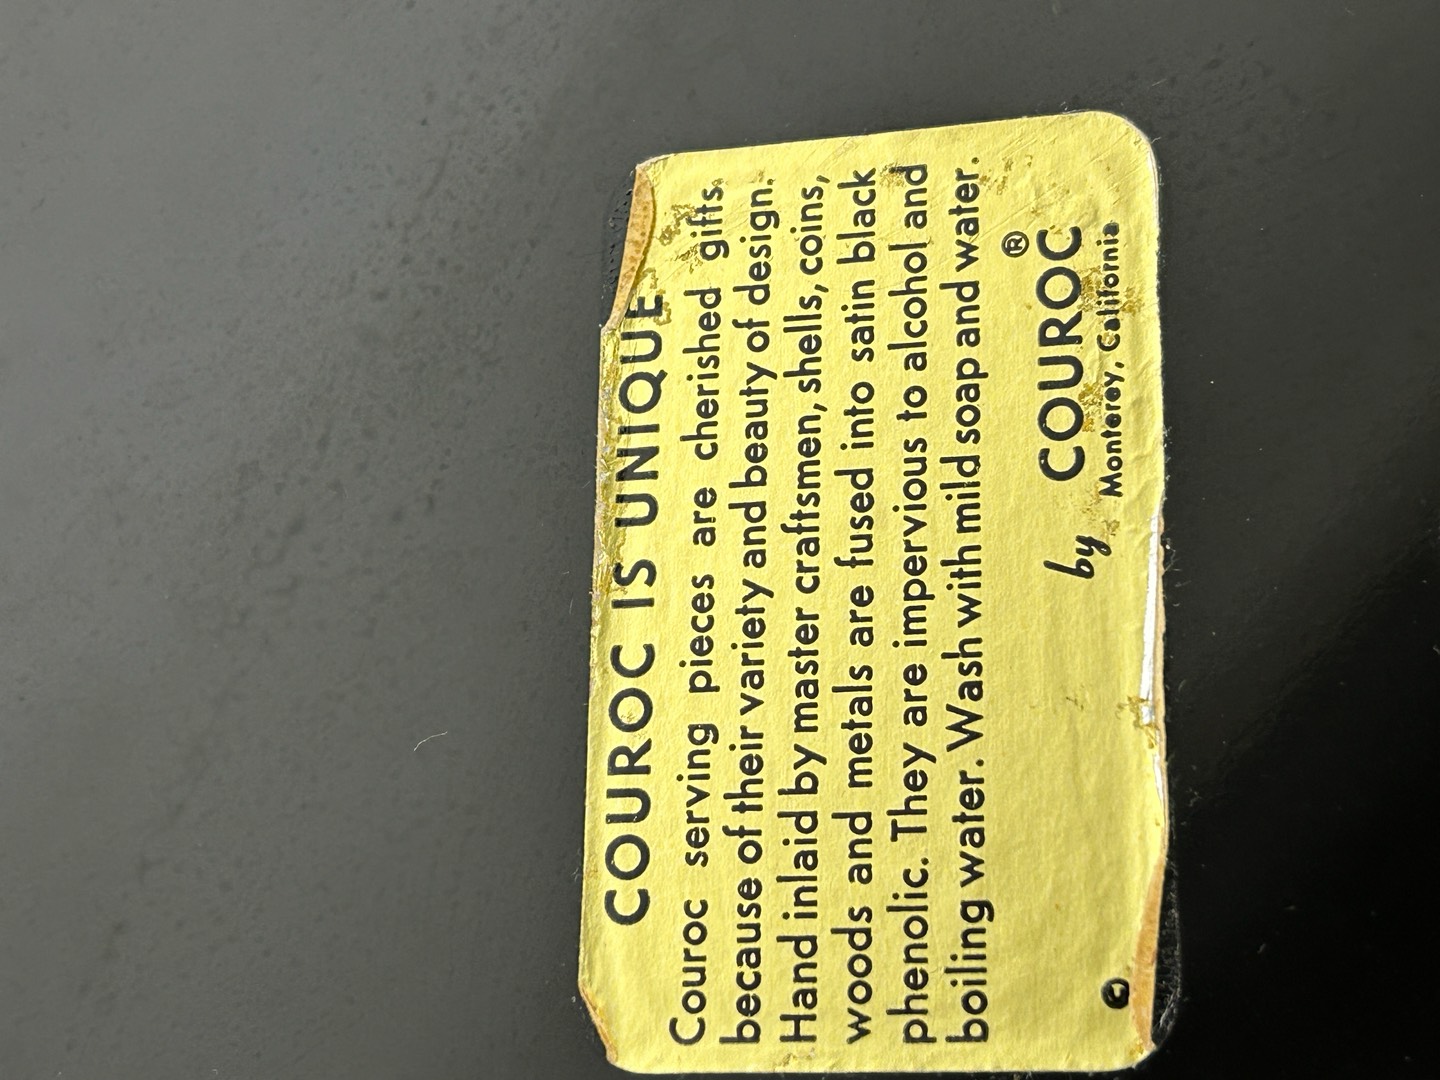 COUROC IS UNIQUE
Couroc serving pieces are cherished gifts.
because of their variety and beauty of design.
Hand inlaid by master craftsmen, shells, coins,
woods and metals are fused into satin black
phenolic. They are impervious to alcohol and
boiling water. Wash with mild soap and water.
by COUROC ®
Monterey, California
©